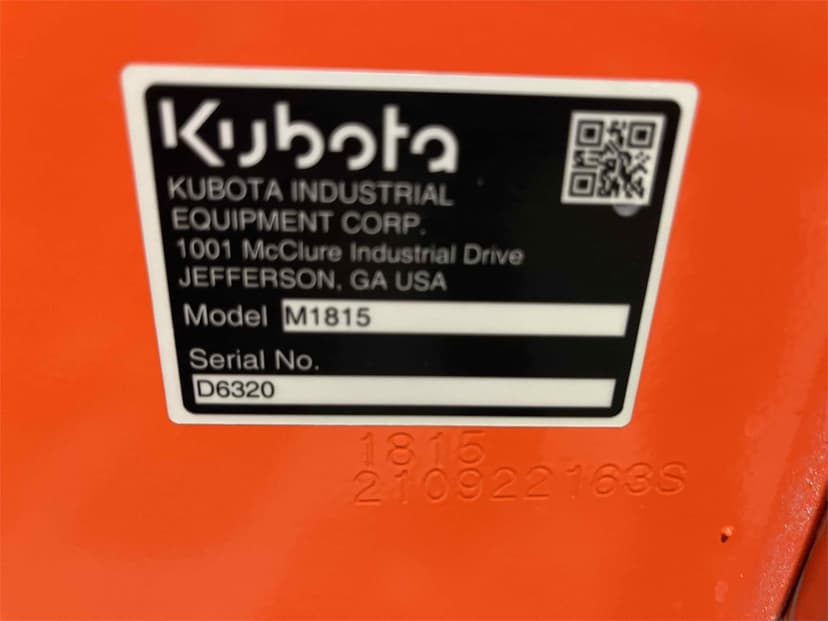 Kubota
KUBOTA INDUSTRIAL
EQUIPMENT CORP.
1001 McClure Industrial Drive
JEFFERSON, GA USA
Model M1815
Serial No.
D6320
1815
210922163S